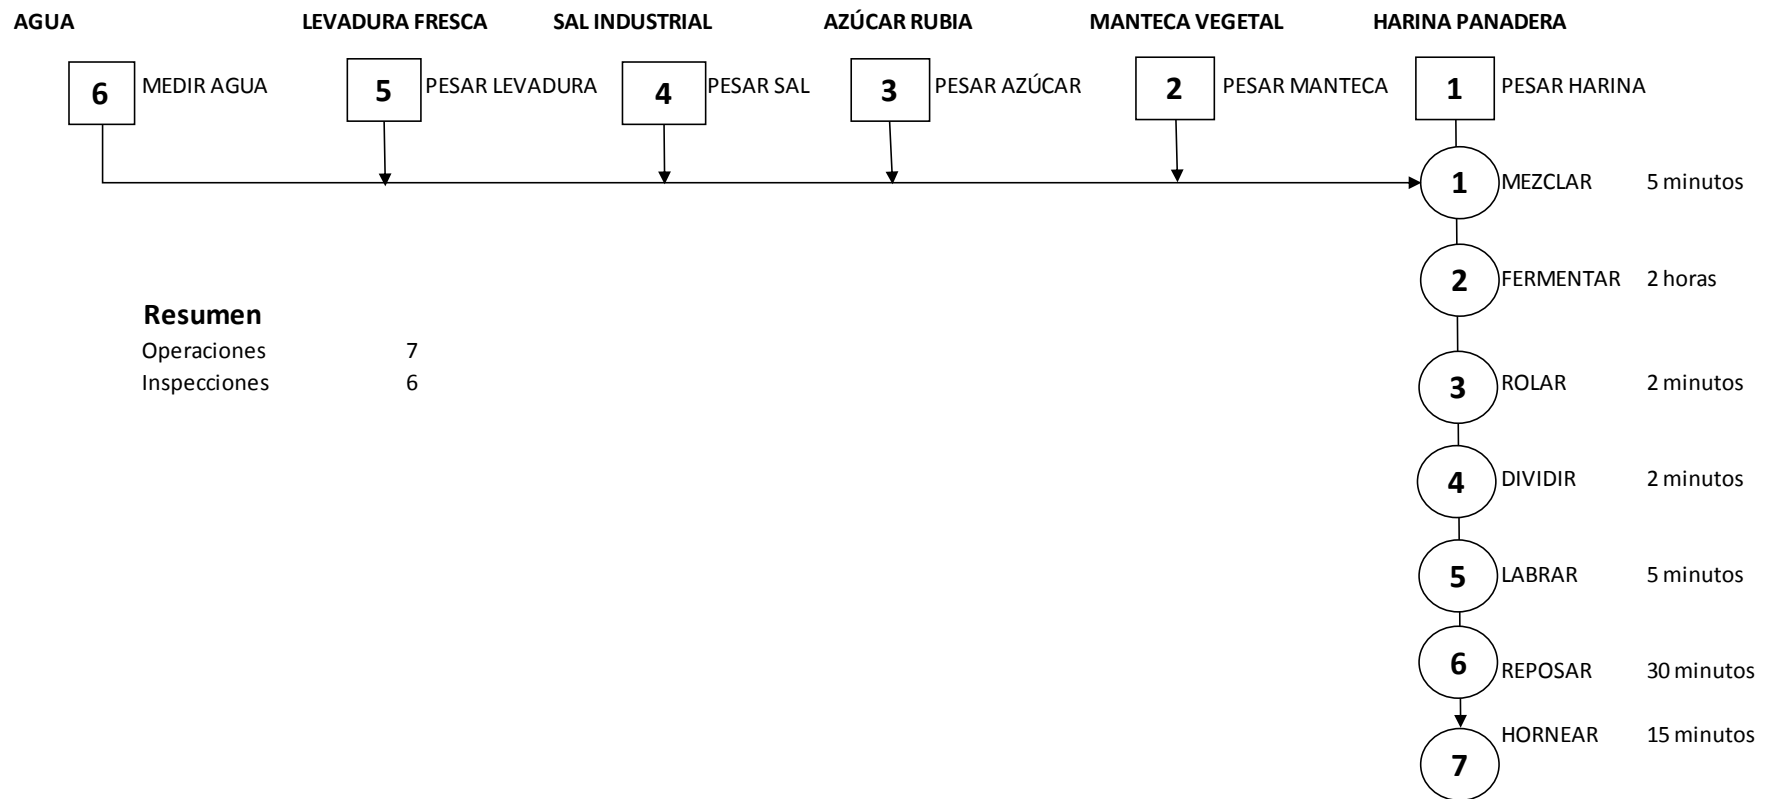 AGUA LEVADURA FRESCA SAL INDUSTRIAL AZÚCAR RUBIA MANTECA VEGETAL HARINA PANADERA
6 MEDIR AGUA 5 PESAR LEVADURA 4 PESAR SAL 3 PESAR AZÚCAR 2 PESAR MANTECA 1 PESAR HARINA
1 MEZCLAR 5 minutos
2 FERMENTAR 2 horas
Resumen
Operaciones 7
Inspecciones 6
3 ROLAR 2 minutos
4 DIVIDIR 2 minutos
5 LABRAR 5 minutos
6 REPOSAR 30 minutos
HORNEAR 15 minutos
7